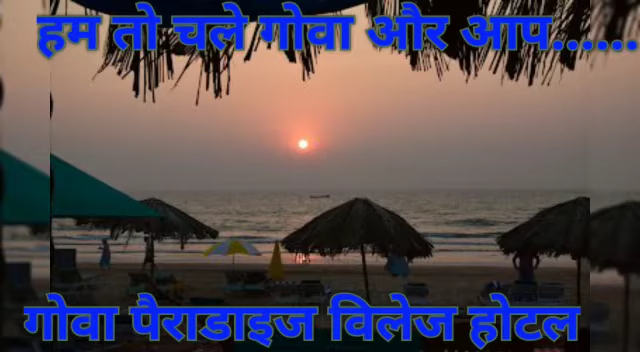 हम तो चले गोवा और आप......
गोवा पैराडाइज विलेज होटल